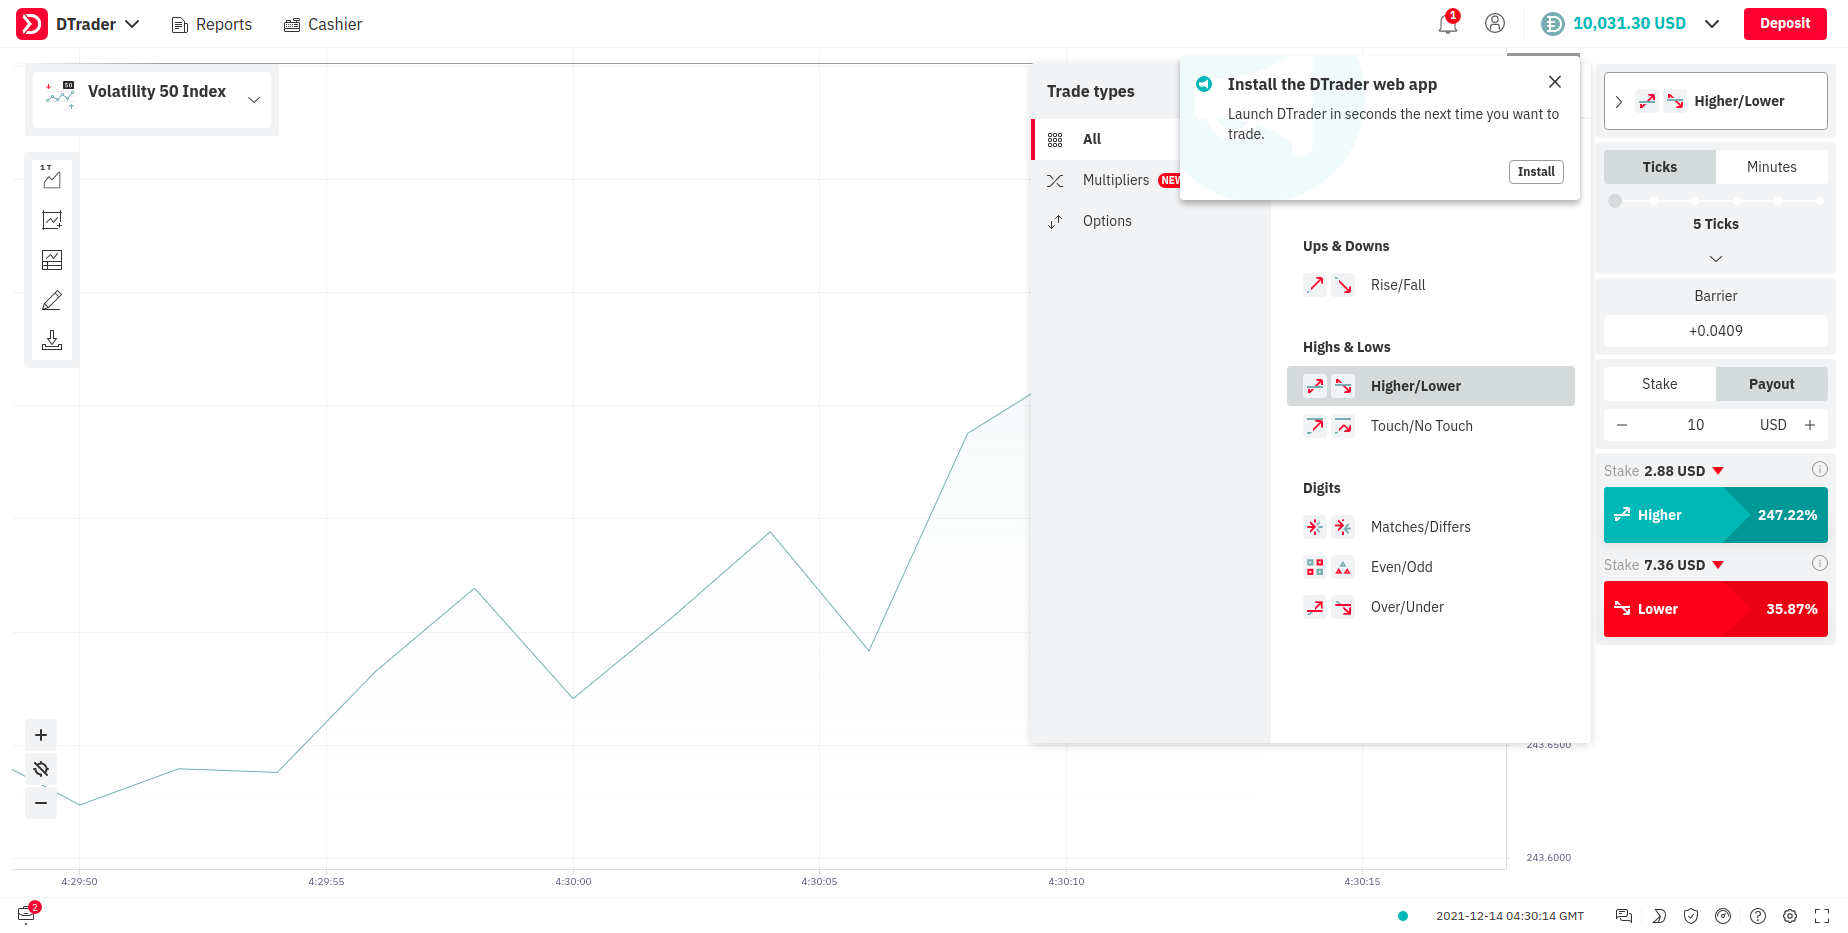 DTrader
Reports
Cashier
1
10,031.30 USD
Deposit
50
Volatility 50 Index
1 T
Trade types
All
Multipliers
Options
Install the DTrader web app
Launch DTrader in seconds the next time you want to
trade.
Install
Ups & Downs
Rise/Fall
Highs & Lows
Higher/Lower
Touch/No Touch
Digits
Matches/Differs
Even/Odd
Over/Under
Higher/Lower
Ticks
Minutes
5 Ticks
Barrier
+0.0409
Stake
Payout
10
USD
Stake 2.88 USD
Higher
247.22%
Stake 7.36 USD
Lower
35.87%
243.6500
243.6000
4:29:50
4:29:55
4:30:00
4:30:05
4:30:10
4:30:15
2
2021-12-14 04:30:14 GMT